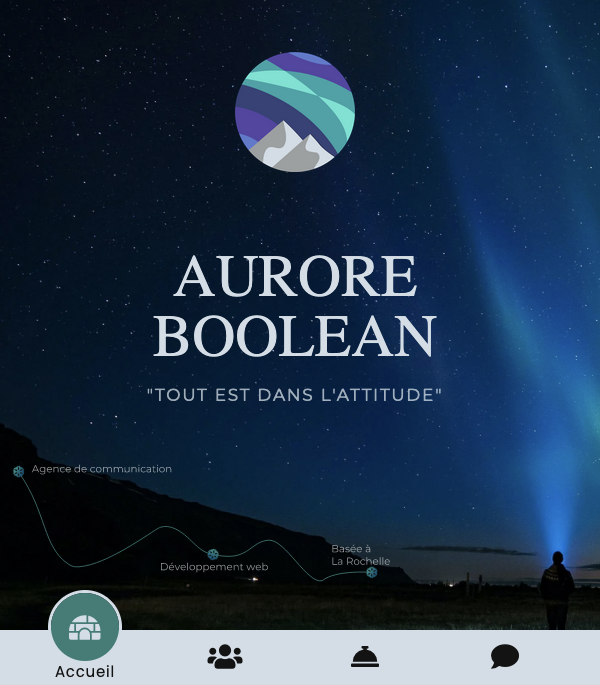 AURORE
BOOLEAN
"TOUT EST DANS L'ATTITUDE"
Agence de communication
Développement web
Basée à
La Rochelle
Accueil